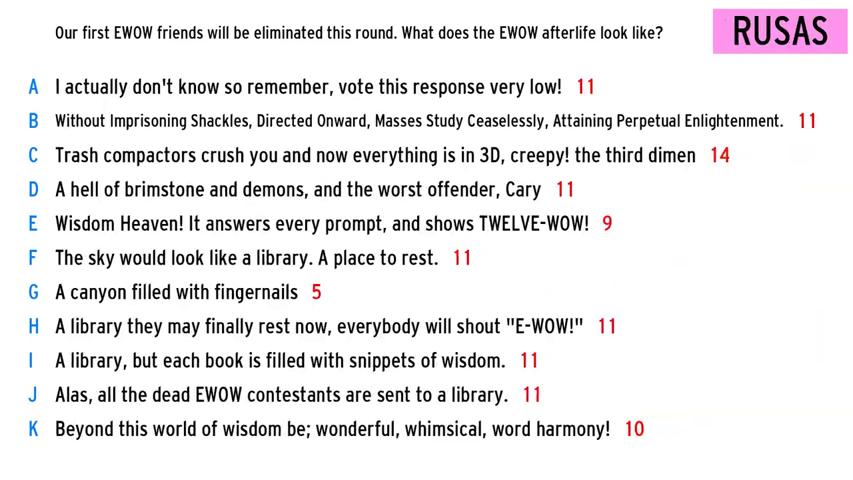 Our first EWOW friends will be eliminated this round. What does the EWOW afterlife look like?
RUSAS
A I actually don't know so remember, vote this response very low! 11
B Without Imprisoning Shackles, Directed Onward, Masses Study Ceaselessly, Attaining Perpetual Enlightenment. 11
C Trash compactors crush you and now everything is in 3D, creepy! the third dimen 14
D A hell of brimstone and demons, and the worst offender, Cary 11
E Wisdom Heaven! It answers every prompt, and shows TWELVE-WOW! 9
F The sky would look like a library. A place to rest. 11
G A canyon filled with fingernails 5
H A library they may finally rest now, everybody will shout "E-WOW!" 11
I A library, but each book is filled with snippets of wisdom. 11
J Alas, all the dead EWOW contestants are sent to a library. 11
K Beyond this world of wisdom be; wonderful, whimsical, word harmony! 10